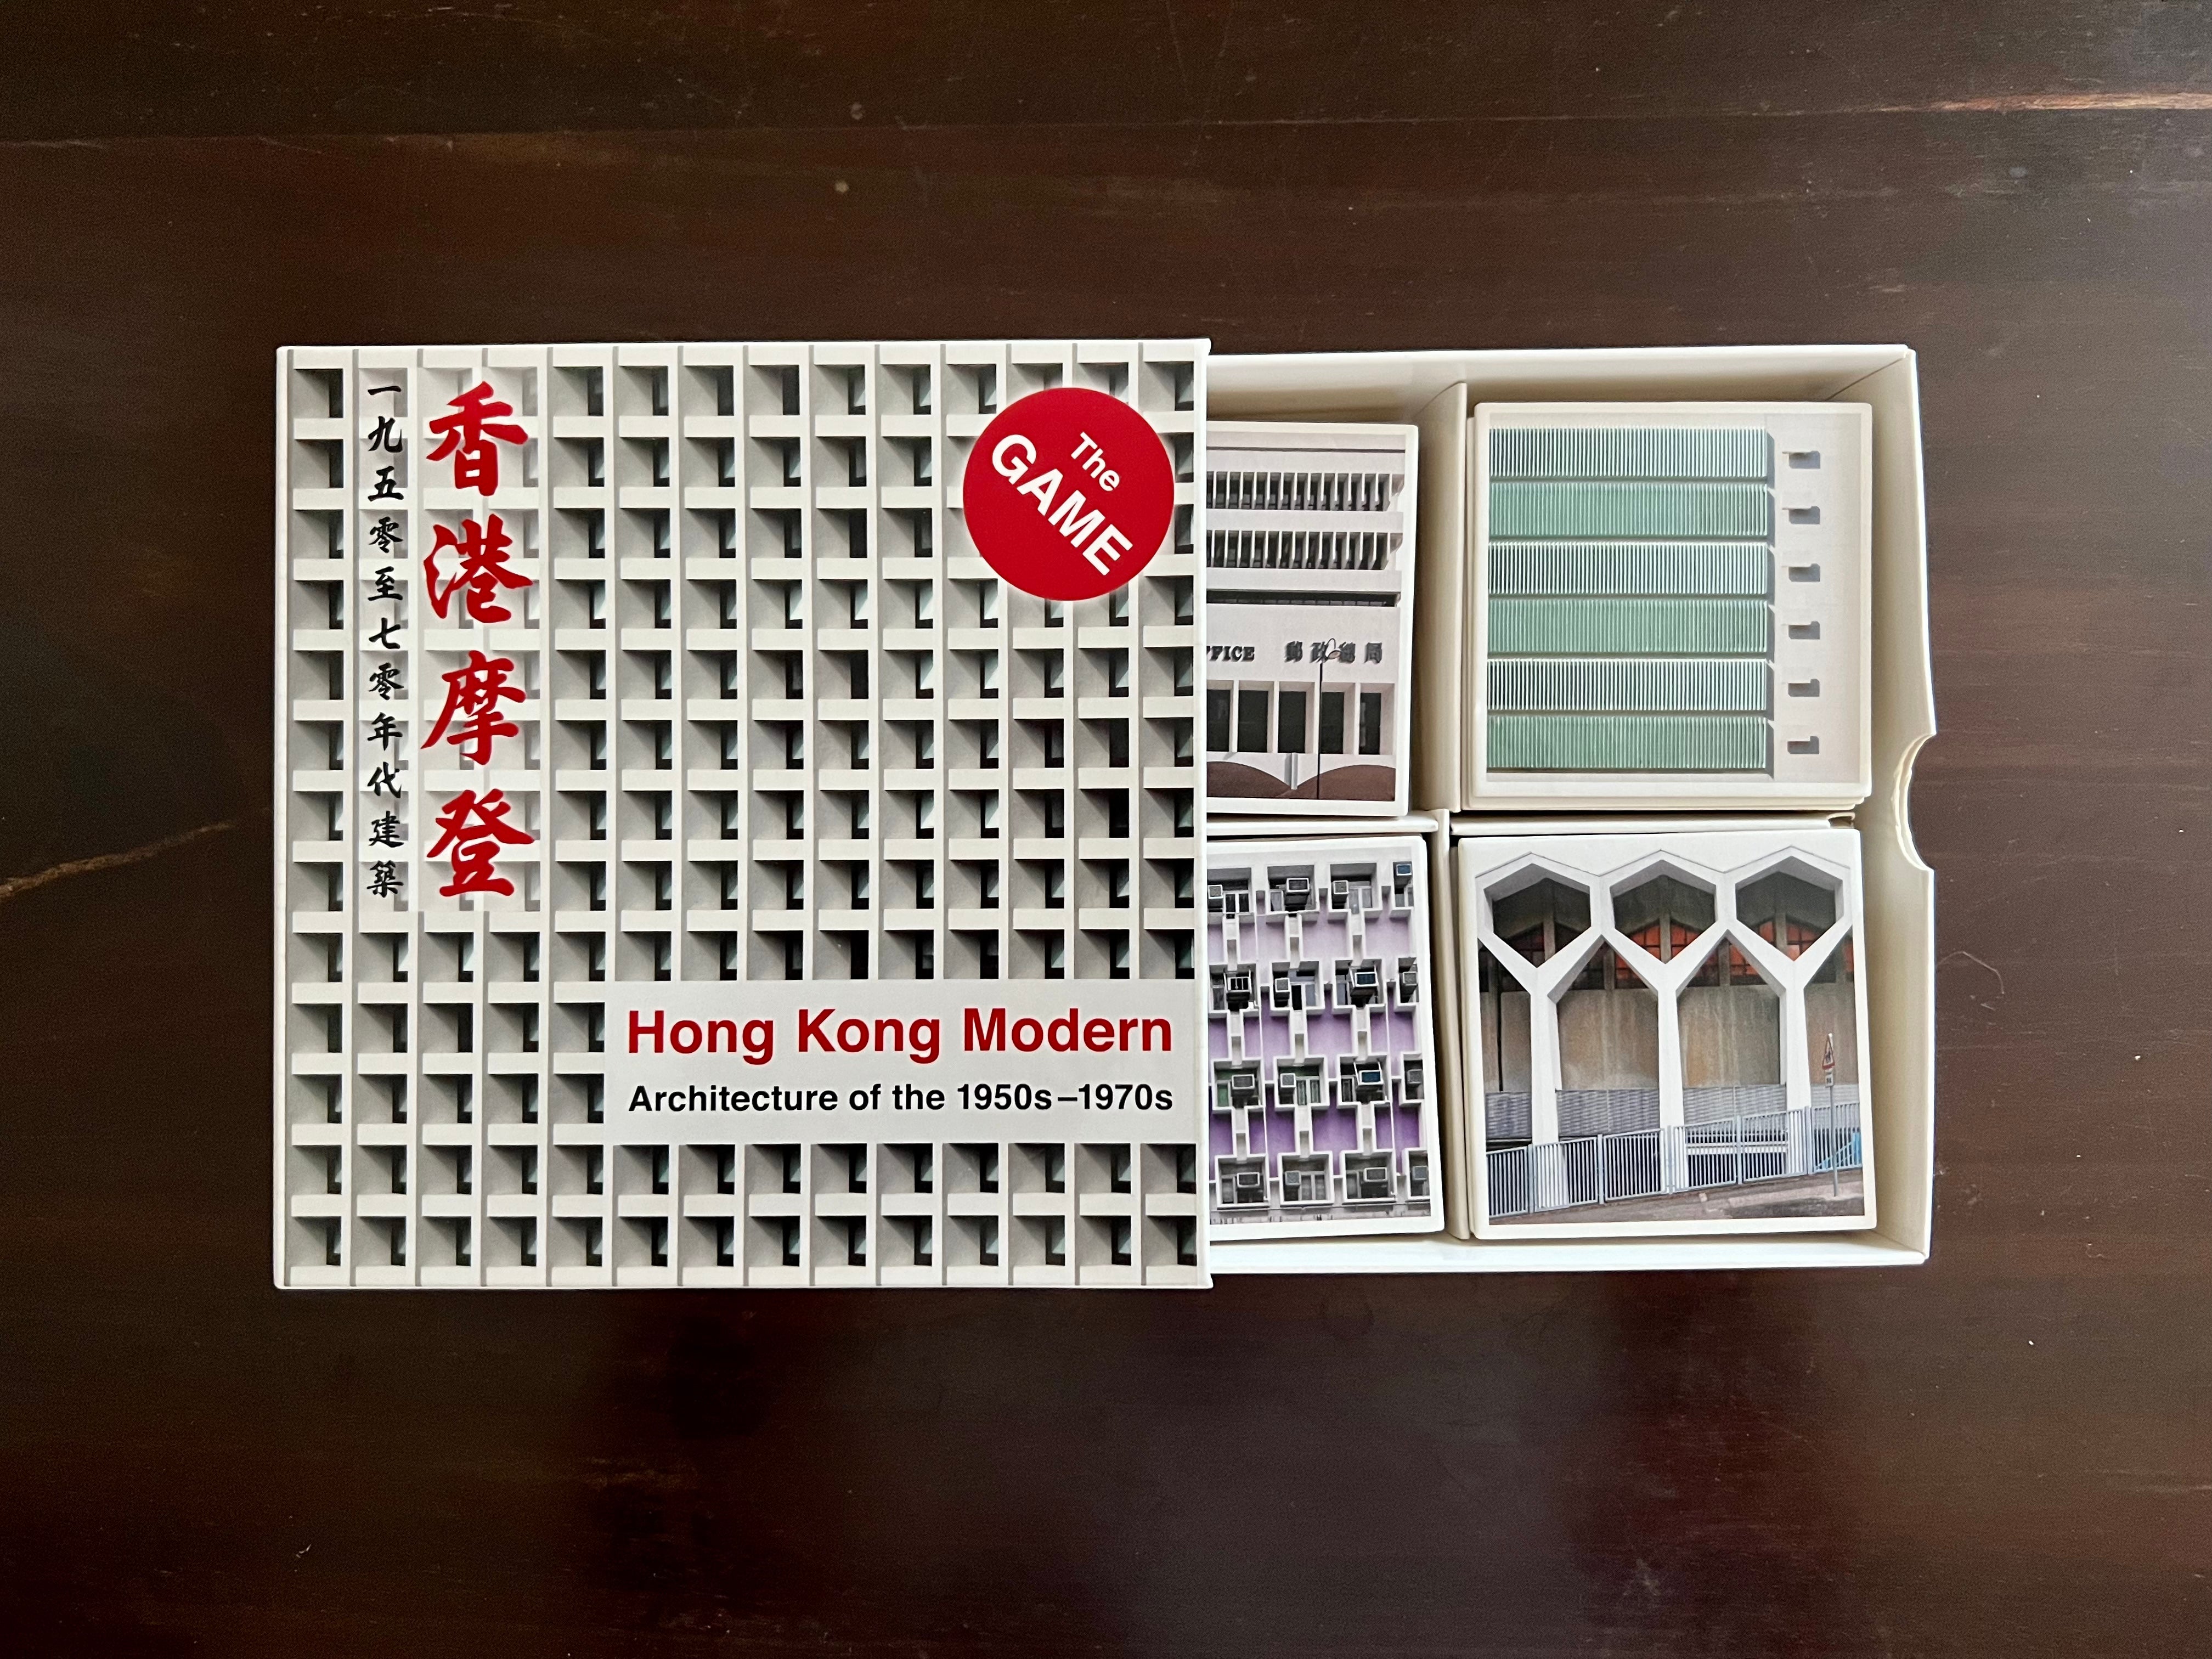 香港摩登
一九五零至七零年代建築
The
GAME
Hong Kong Modern
Architecture of the 1950s–1970s
FFICE 郵政總局